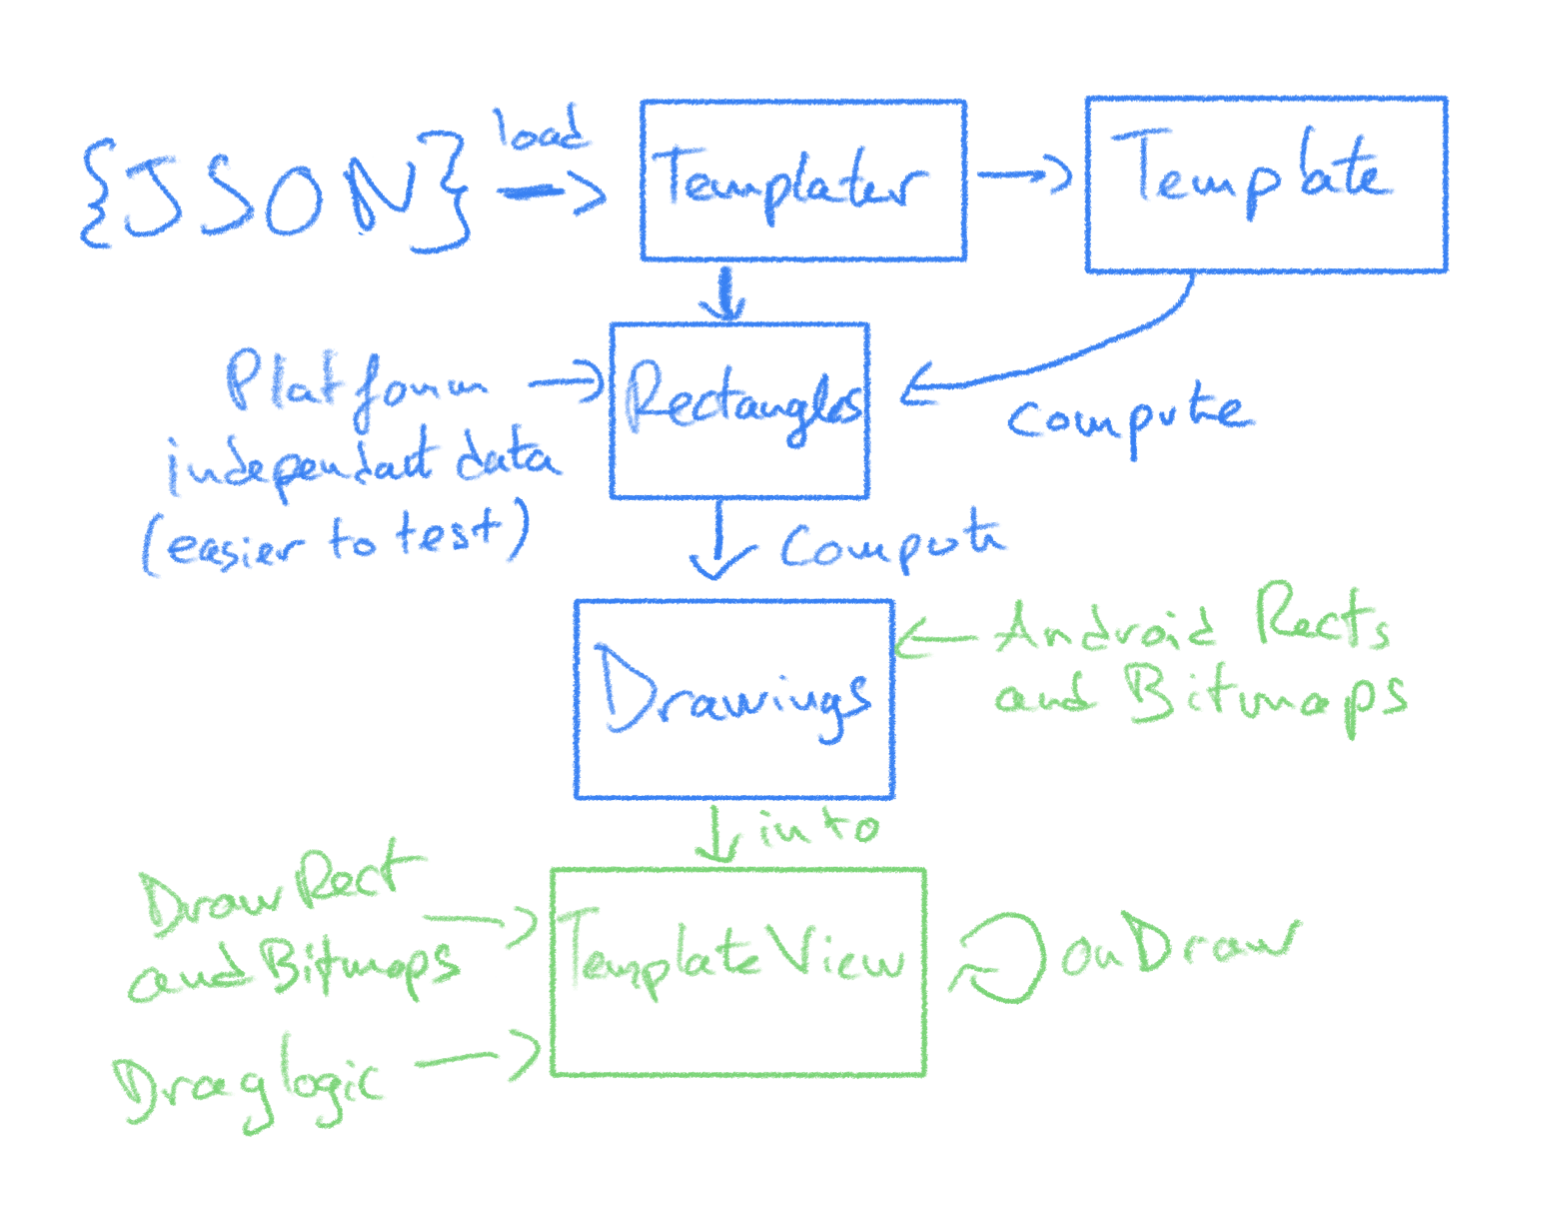 {JSON}
load
Templater
Template
Platform
independant data
(easier to test)
Rectangles
Compute
Compute
Drawings
Android Rects
and Bitmaps
into
Draw Rect
and Bitmaps
Drag logic
TemplateView
onDraw